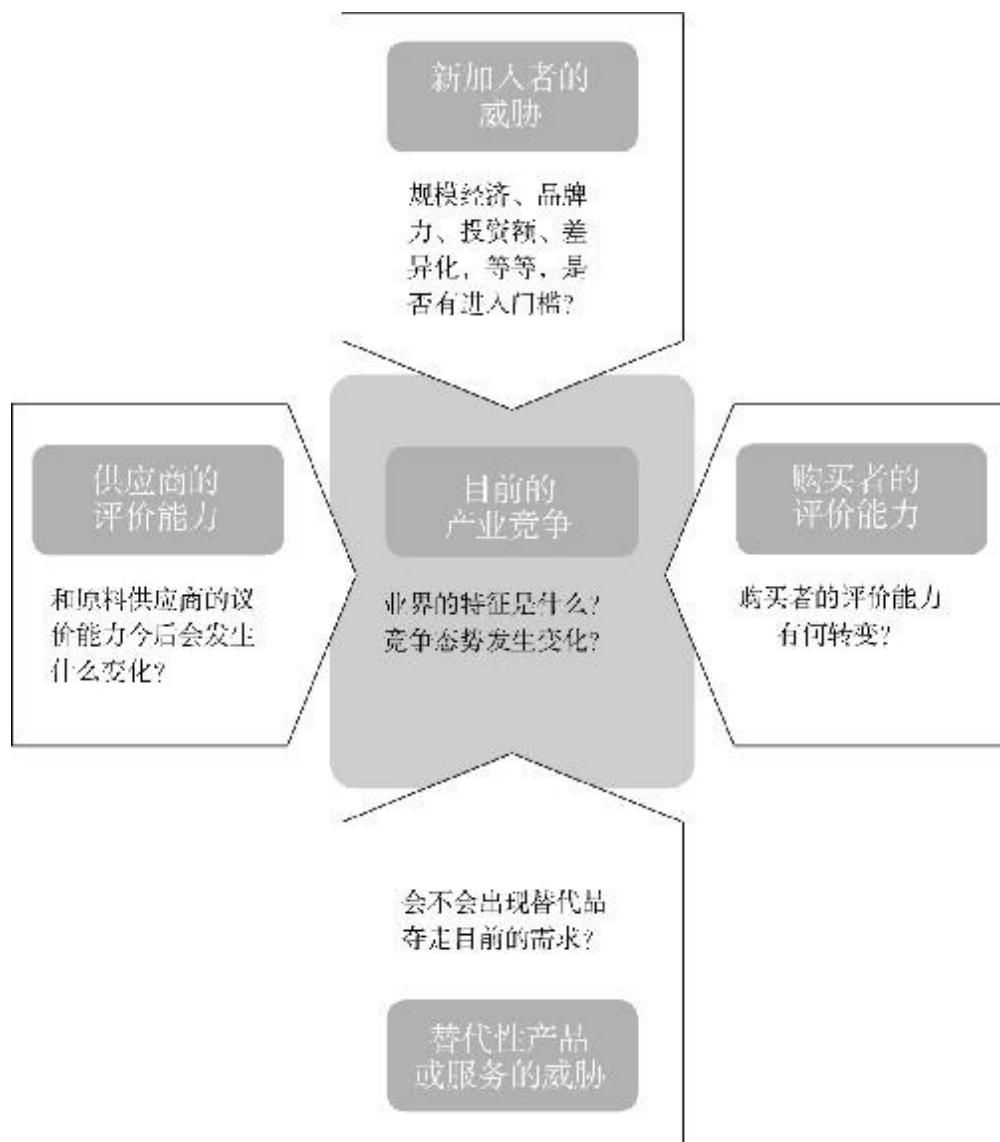 新加入者的
威胁
规模经济、品牌
力、投资额、差
异化，等等，是
否有进入门槛？
供应商的
评价能力
和原料供应商的议
价能力今后会发生
什么变化？
目前的
产业竞争
业界的特征是什么？
竞争态势发生变化？
购买者的
评价能力
购买者的评价能力
有何转变？
会不会出现替代品
夺走目前的需求？
替代性产品
或服务的威胁